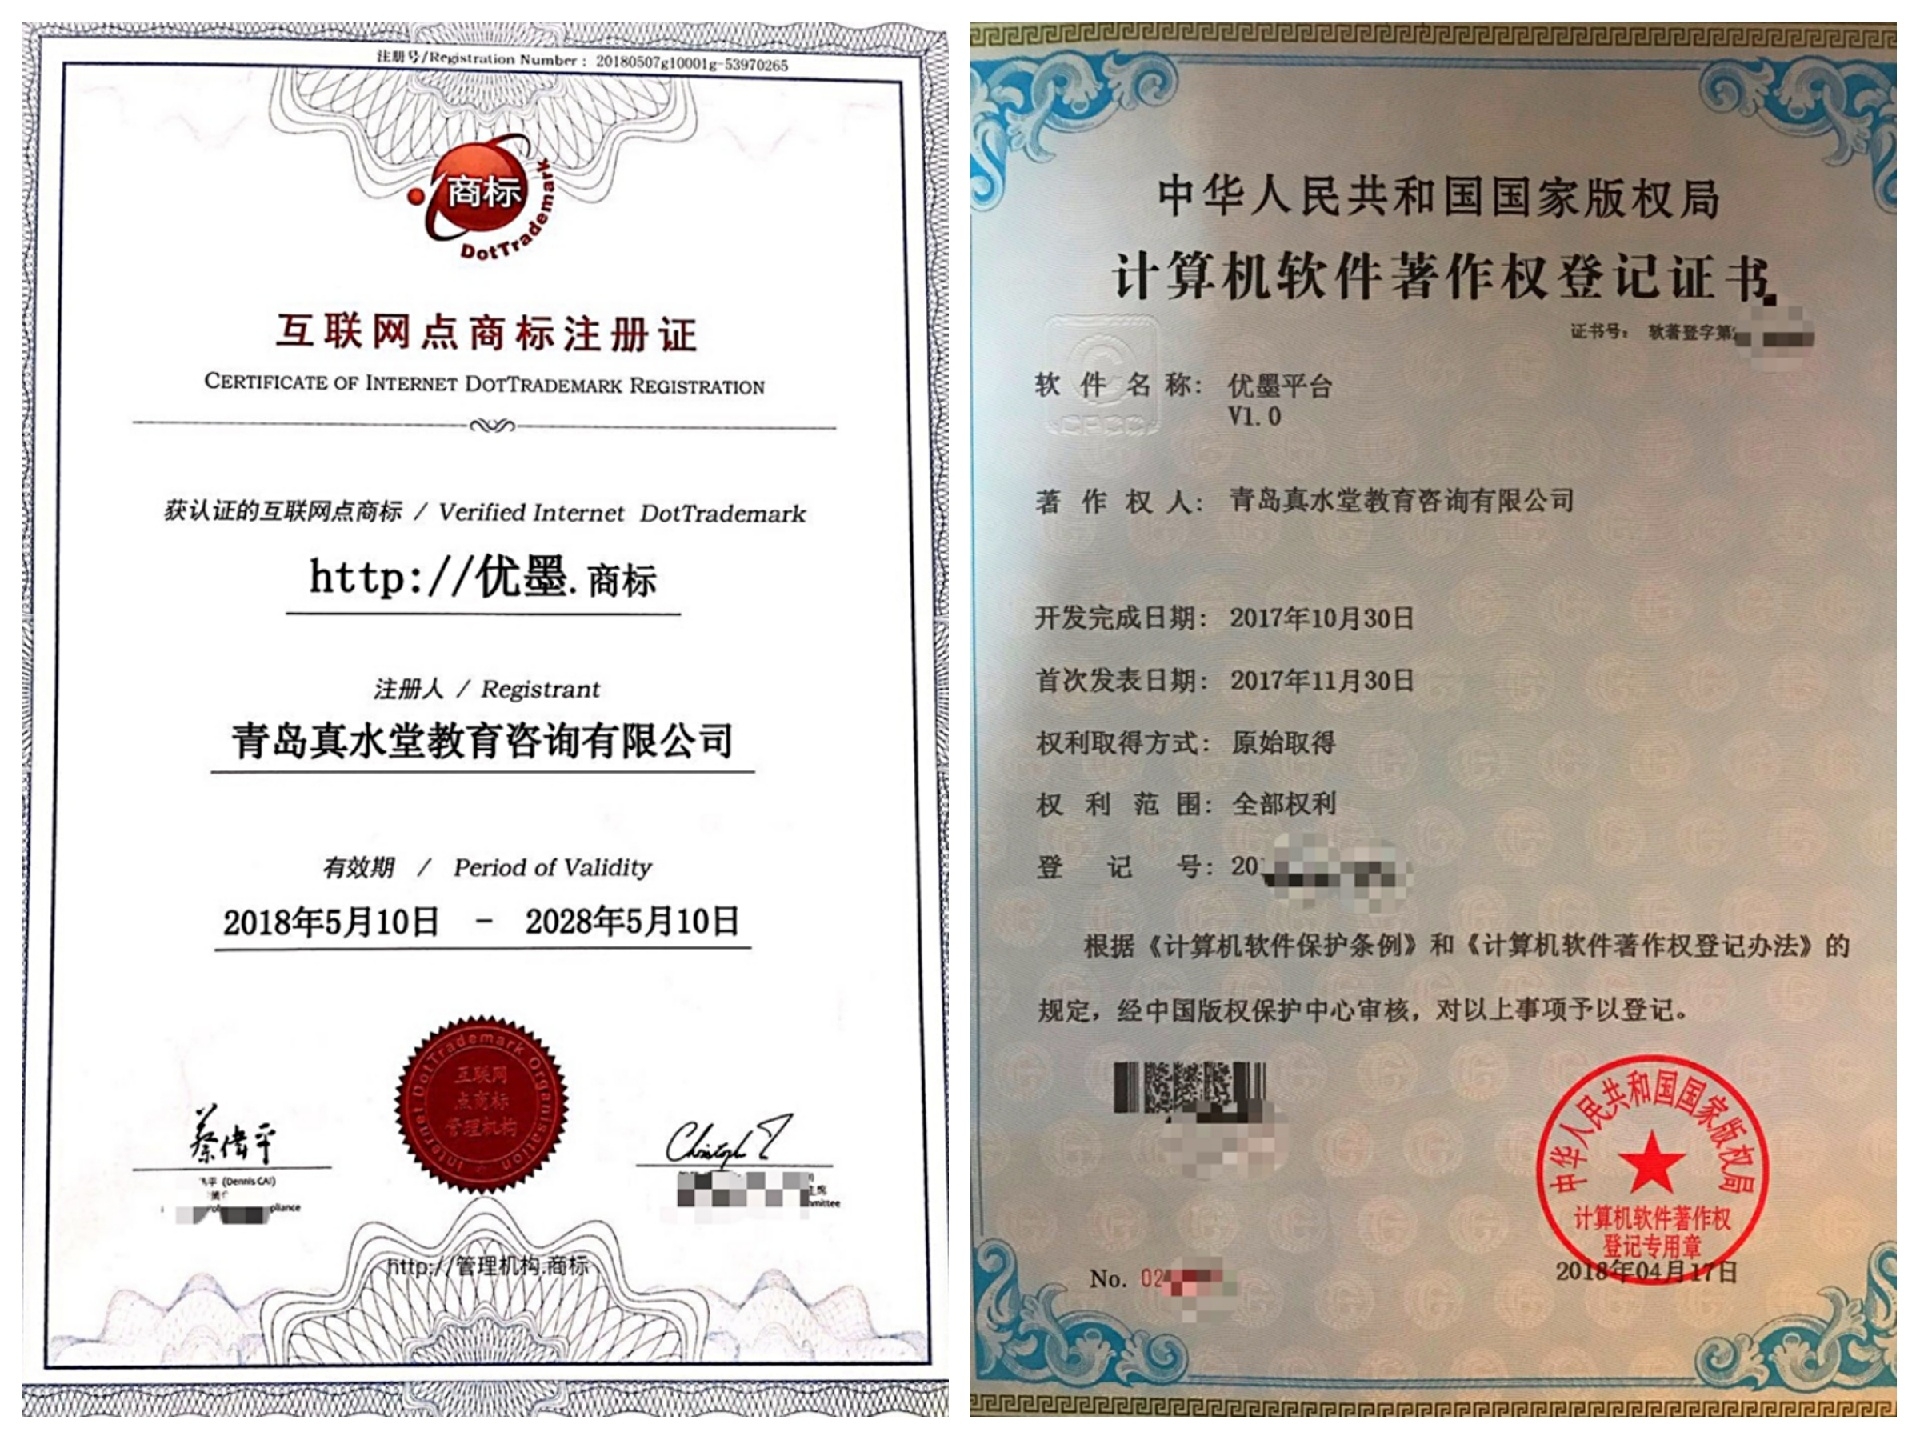 注册号/Registration Number : 20180507g10001g-53970265
商标
DotTrademark
互联网点商标注册证
CERTIFICATE OF INTERNET DOTTRADEMARK REGISTRATION
获认证的互联网点商标 / Verified Internet DotTrademark
http://优墨.商标
注册人 / Registrant
青岛真水堂教育咨询有限公司
有效期 / Period of Validity
2018年5月10日 - 2028年5月10日
Internet DotTrademark Organisation
互联网
点商标
管理机构
蔡伟平
(Dennis CAI)
http://管理机构.商标
中华人民共和国国家版权局
计算机软件著作权登记证书
证书号： 软著登字第
软件名称： 优墨平台
V1.0
CPCC
著作权人： 青岛真水堂教育咨询有限公司
开发完成日期： 2017年10月30日
首次发表日期： 2017年11月30日
权利取得方式： 原始取得
权利范围： 全部权利
登记号： 20
根据《计算机软件保护条例》和《计算机软件著作权登记办法》的
规定，经中国版权保护中心审核，对以上事项予以登记。
中华人民共和国国家版权局
计算机软件著作权
登记专用章
2018年04月17日
No. 02